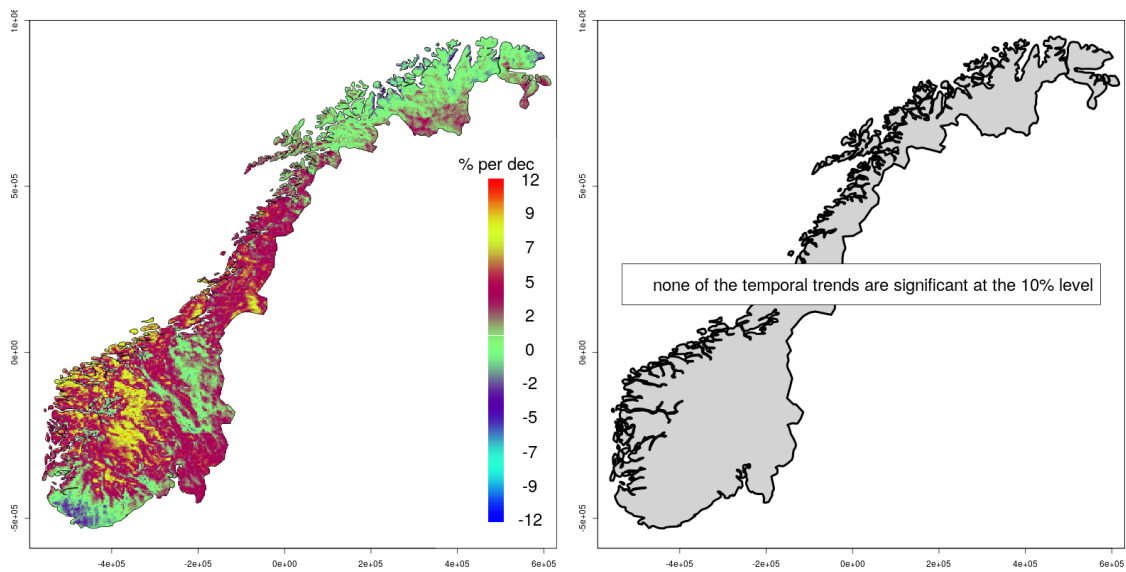 1e+06
5e+05
0e+00
-5e+05
-4e+05
-2e+05
0e+00
2e+05
4e+05
6e+05
% per dec
12
9
7
5
2
0
-2
-5
-7
-9
-12
1e+06
5e+05
0e+00
-5e+05
-4e+05
-2e+05
0e+00
2e+05
4e+05
6e+05
none of the temporal trends are significant at the 10% level